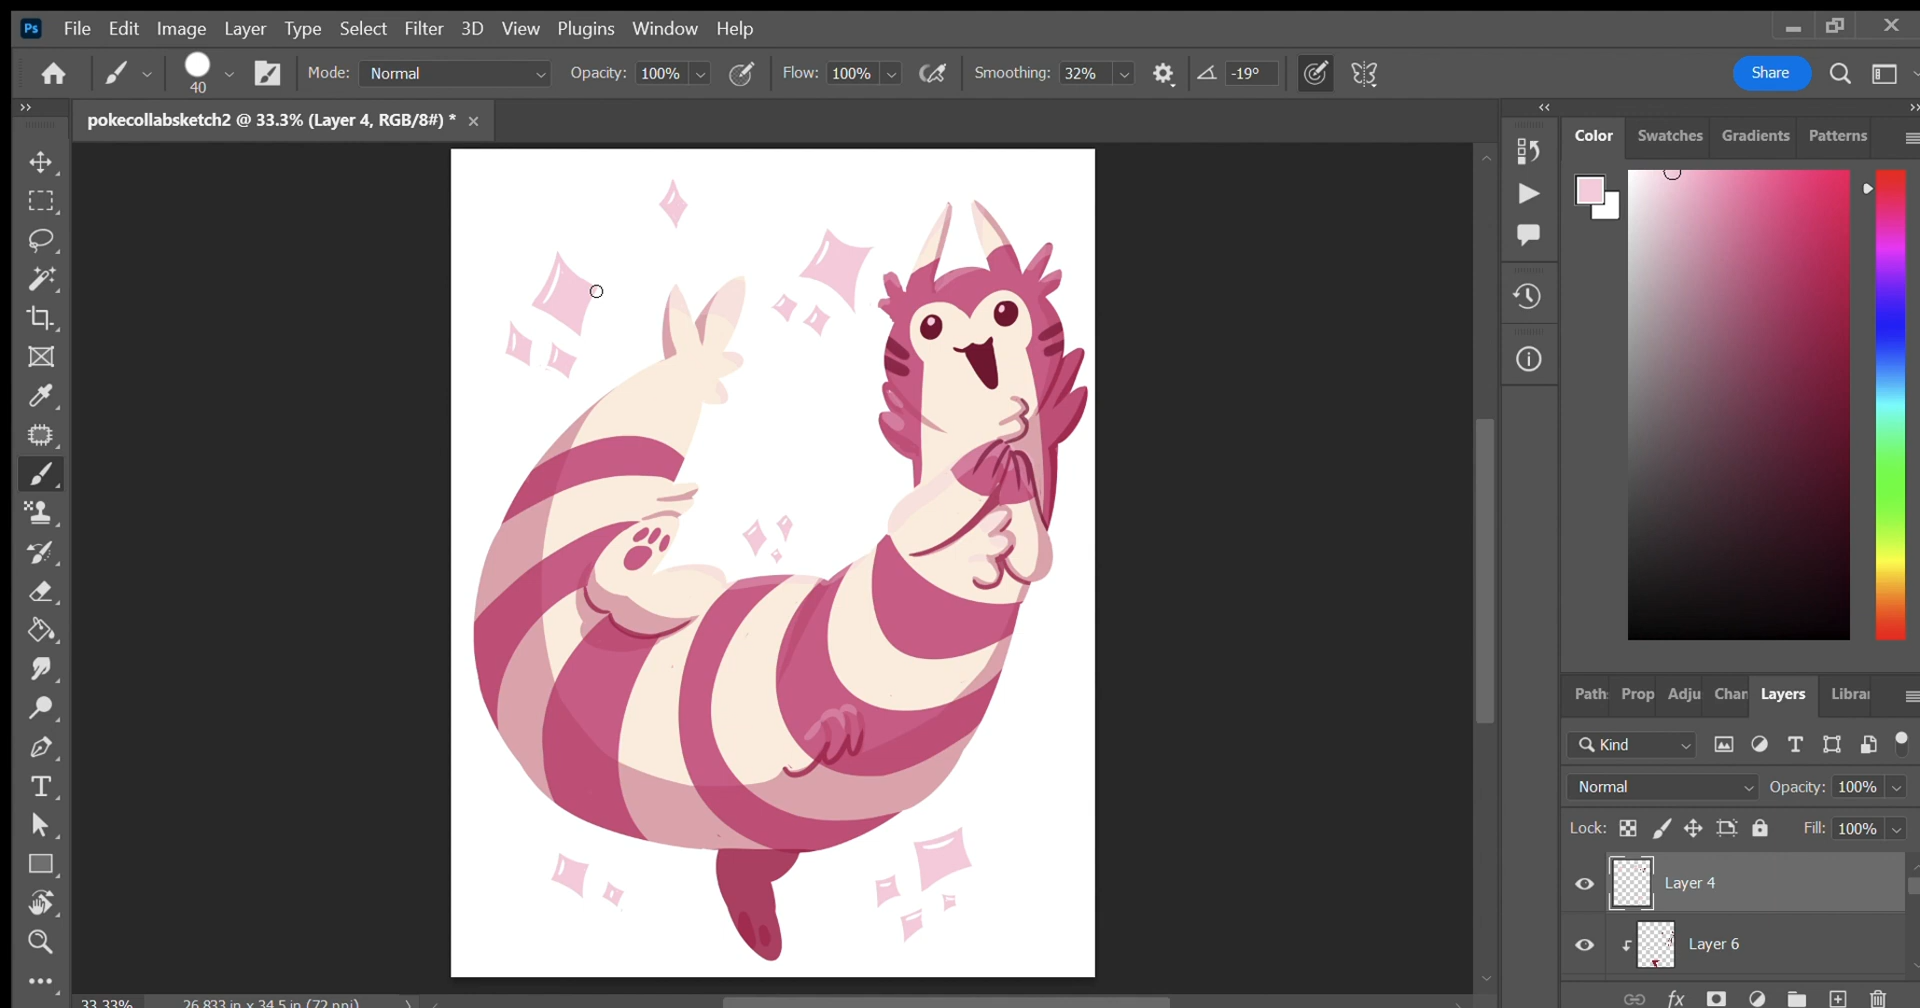 Ps File Edit Image Layer Type Select Filter 3D View Plugins Window Help
40 Mode: Normal Opacity: 100% Flow: 100% Smoothing: 32% -19° Share
pokecollabsketch2 @ 33.3% (Layer 4, RGB/8#) *
Color Swatches Gradients Patterns
Path Prop Adju Chan Layers Librai
Kind
Normal Opacity: 100%
Lock: Fill: 100%
Layer 4
Layer 6
fx
33.33% 26.833 in x 34.5 in (72 ppi)